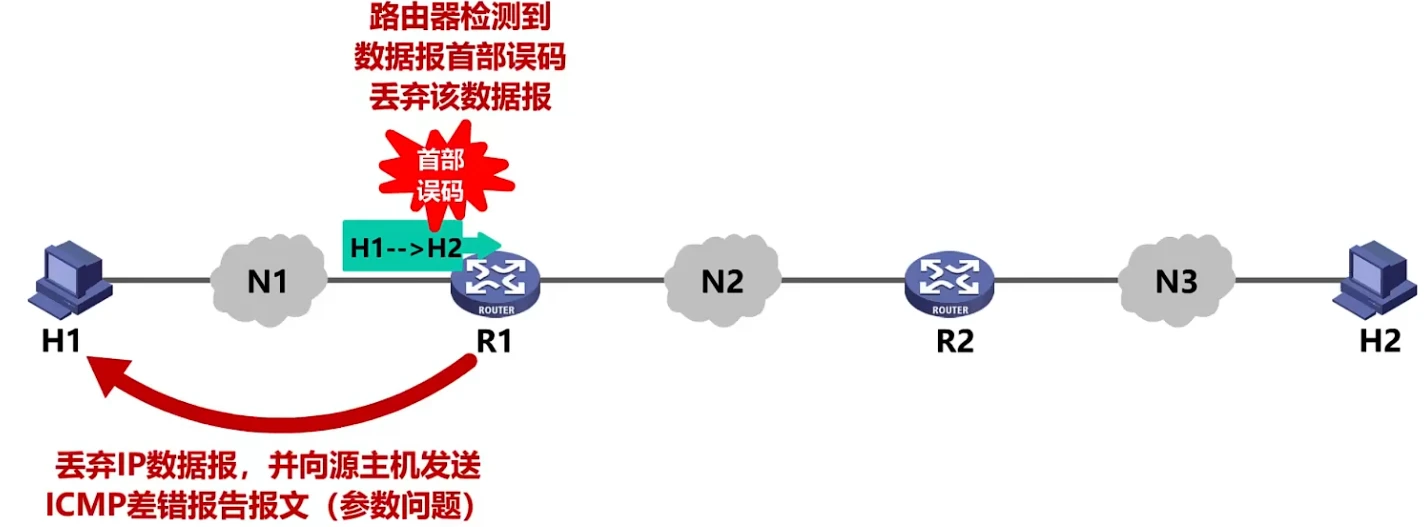 路由器检测到
数据报首部误码
丢弃该数据报
首部
误码
H1-->H2
N1
N2
N3
ROUTER
ROUTER
H1
R1
R2
H2
丢弃IP数据报，并向源主机发送
ICMP差错报告报文（参数问题）